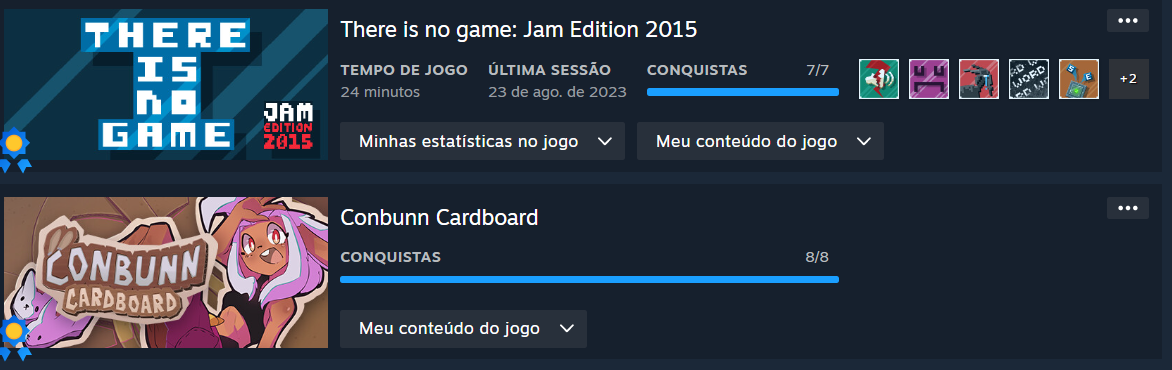 THERE
IS
no
GAME
JAM
EDITION
2015
There is no game: Jam Edition 2015
TEMPO DE JOGO ÚLTIMA SESSÃO CONQUISTAS 7/7
24 minutos 23 de ago. de 2023
WORD
S
E
+2
Minhas estatísticas no jogo
Meu conteúdo do jogo
CONBUNN
CARDBOARD
Conbunn Cardboard
CONQUISTAS 8/8
Meu conteúdo do jogo